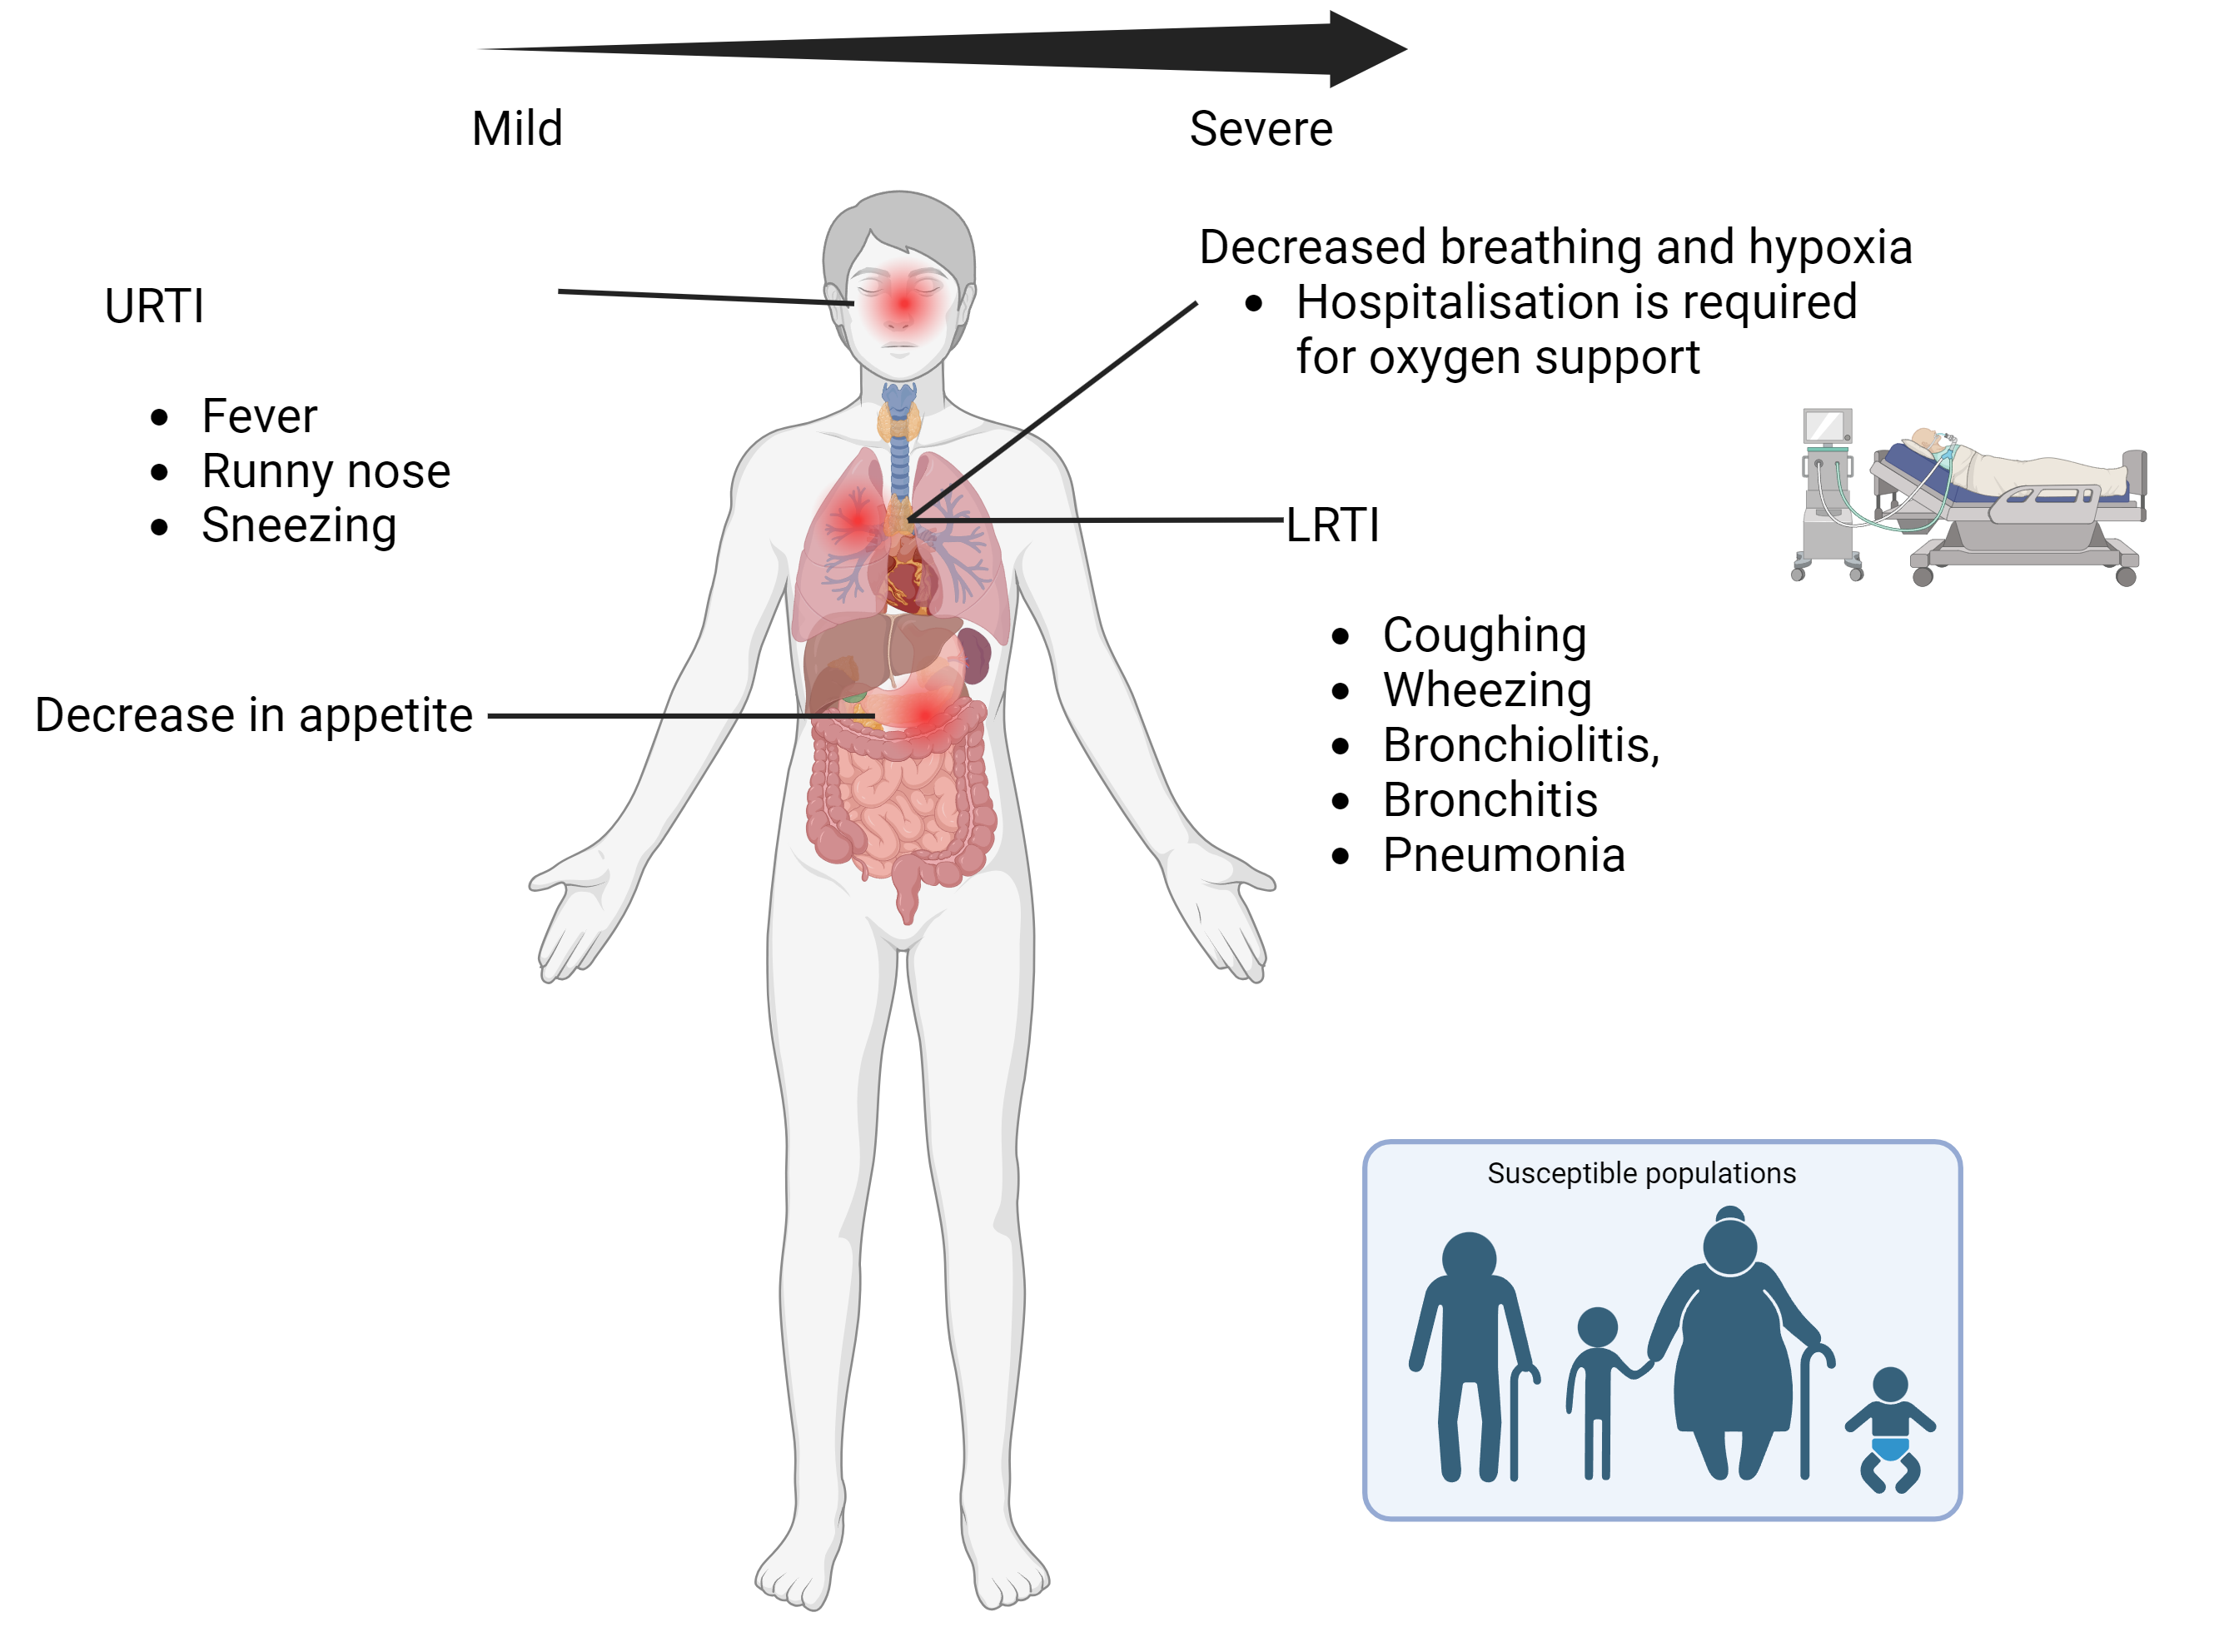 Mild
Severe
URTI
• Fever
• Runny nose
• Sneezing
Decrease in appetite
Decreased breathing and hypoxia
• Hospitalisation is required
for oxygen support
LRTI
• Coughing
• Wheezing
• Bronchiolitis,
• Bronchitis
• Pneumonia
Susceptible populations